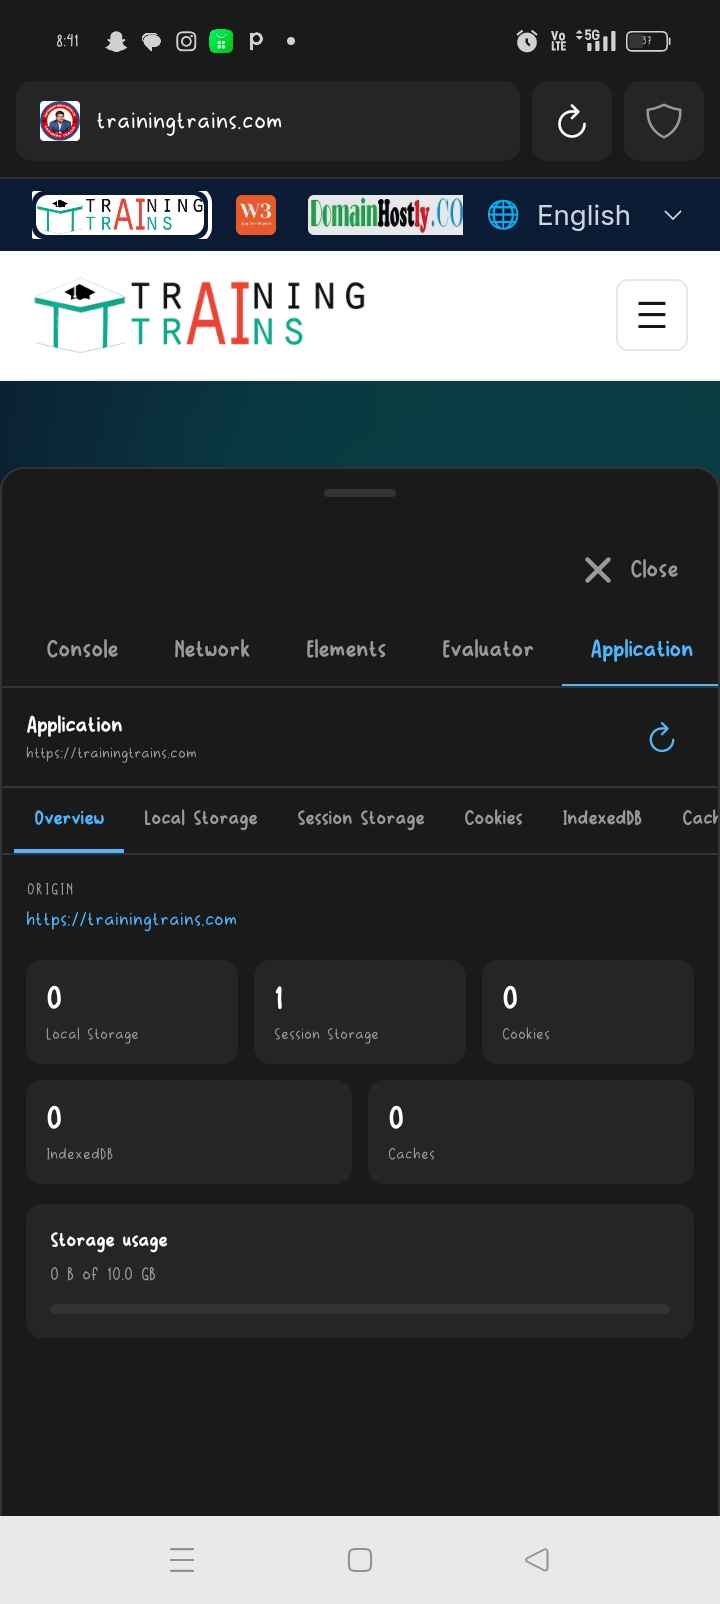 8:41
Vo LTE 5G 37
trainingtrains.com
TRAINING TRAINS
W3
DomainHostly.CO
English
TRAINING
TRAINS
Close
Console Network Elements Evaluator Application
Application
https://trainingtrains.com
Overview Local Storage Session Storage Cookies IndexedDB Cach
ORIGIN
https://trainingtrains.com
0 1 0
Local Storage Session Storage Cookies
0 0
IndexedDB Caches
Storage usage
0 B of 10.0 GB